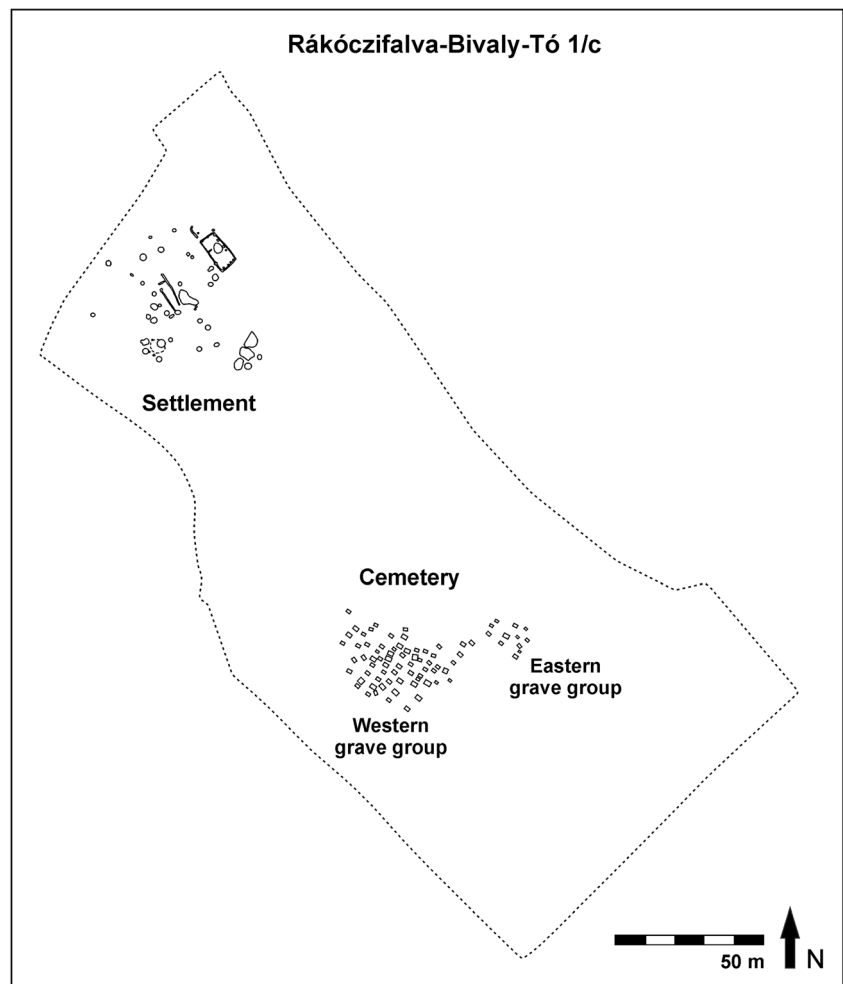 Rákóczifalva-Bivaly-Tó 1/c
Settlement
Cemetery
Eastern
grave group
Western
grave group
50 m
N